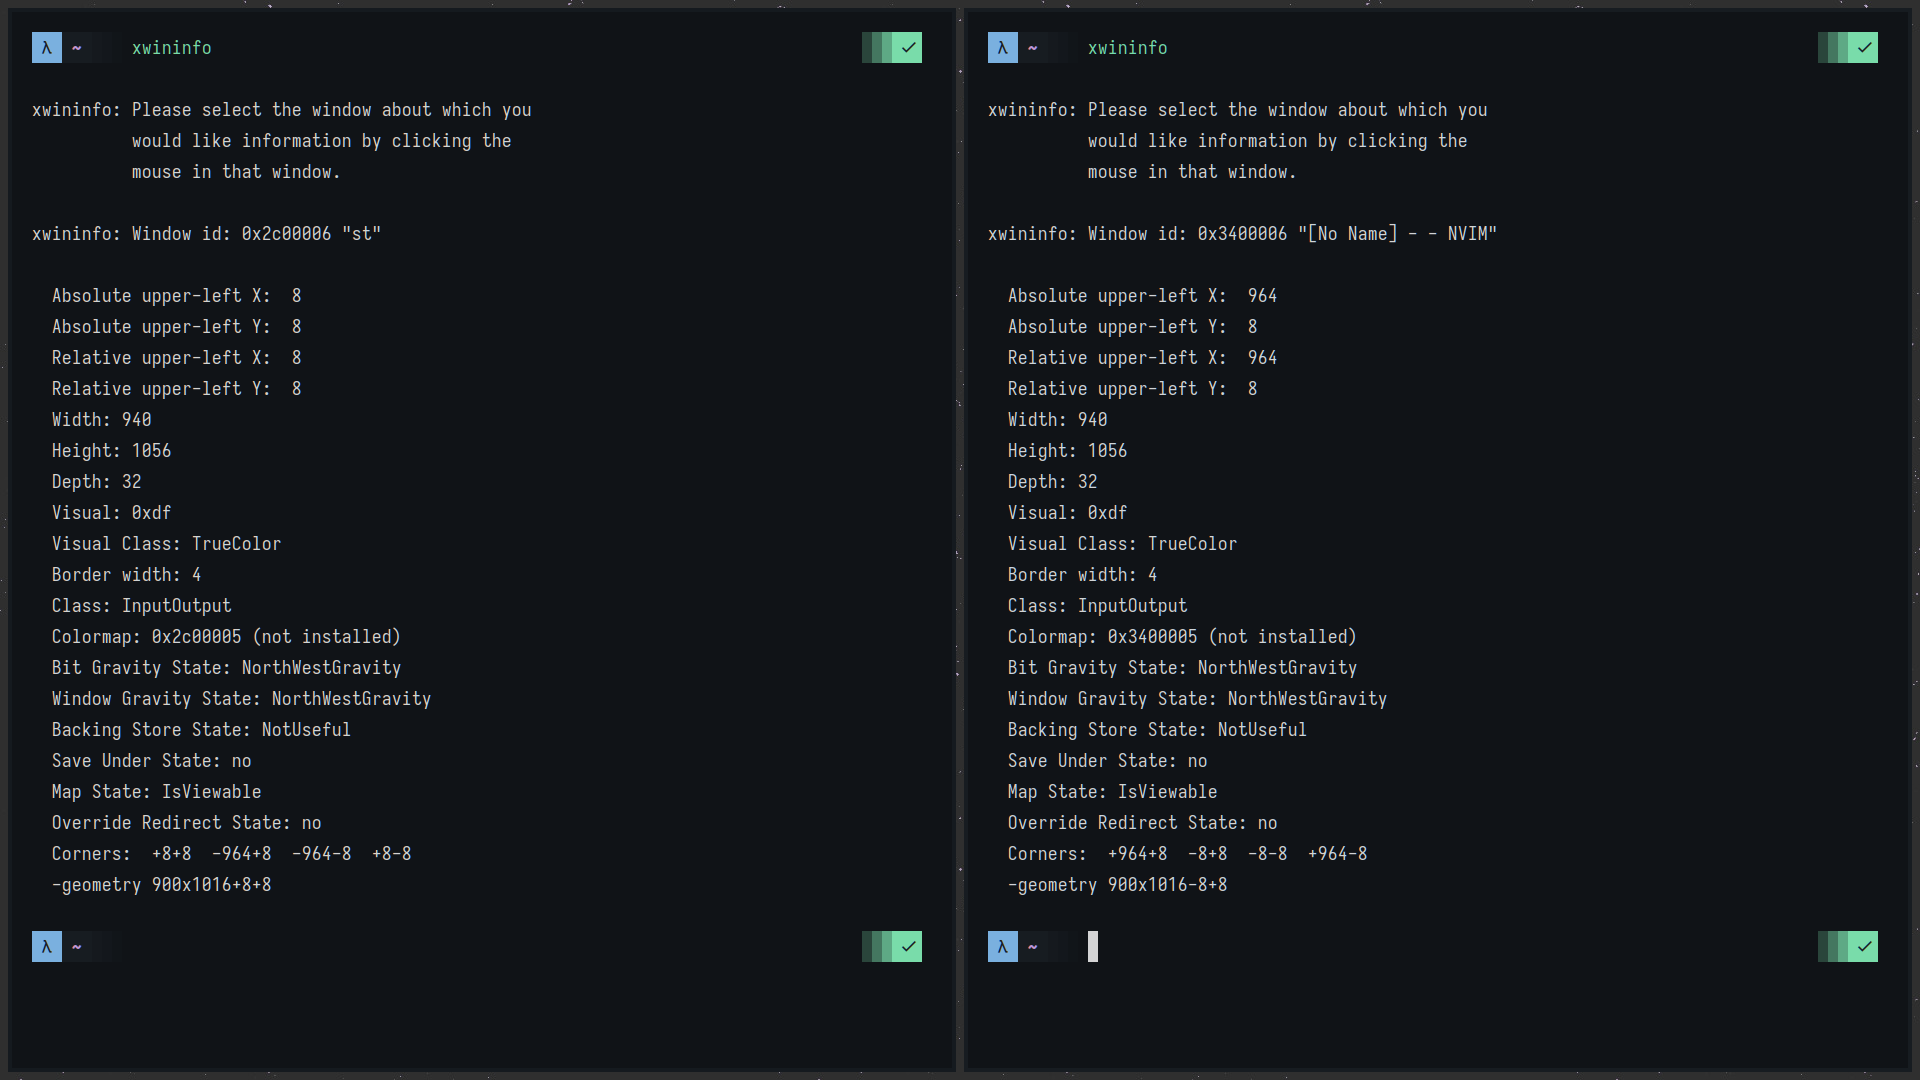 λ ~ xwininfo ✓
xwininfo: Please select the window about which you
would like information by clicking the
mouse in that window.
xwininfo: Window id: 0x2c00006 "st"
Absolute upper-left X:  8
Absolute upper-left Y:  8
Relative upper-left X:  8
Relative upper-left Y:  8
Width: 940
Height: 1056
Depth: 32
Visual: 0xdf
Visual Class: TrueColor
Border width: 4
Class: InputOutput
Colormap: 0x2c00005 (not installed)
Bit Gravity State: NorthWestGravity
Window Gravity State: NorthWestGravity
Backing Store State: NotUseful
Save Under State: no
Map State: IsViewable
Override Redirect State: no
Corners:  +8+8  -964+8  -964-8  +8-8
-geometry 900x1016+8+8
λ ~ ✓
λ ~ xwininfo ✓
xwininfo: Please select the window about which you
would like information by clicking the
mouse in that window.
xwininfo: Window id: 0x3400006 "[No Name] - - NVIM"
Absolute upper-left X:  964
Absolute upper-left Y:  8
Relative upper-left X:  964
Relative upper-left Y:  8
Width: 940
Height: 1056
Depth: 32
Visual: 0xdf
Visual Class: TrueColor
Border width: 4
Class: InputOutput
Colormap: 0x3400005 (not installed)
Bit Gravity State: NorthWestGravity
Window Gravity State: NorthWestGravity
Backing Store State: NotUseful
Save Under State: no
Map State: IsViewable
Override Redirect State: no
Corners:  +964+8  -8+8  -8-8  +964-8
-geometry 900x1016-8+8
λ ~ ✓